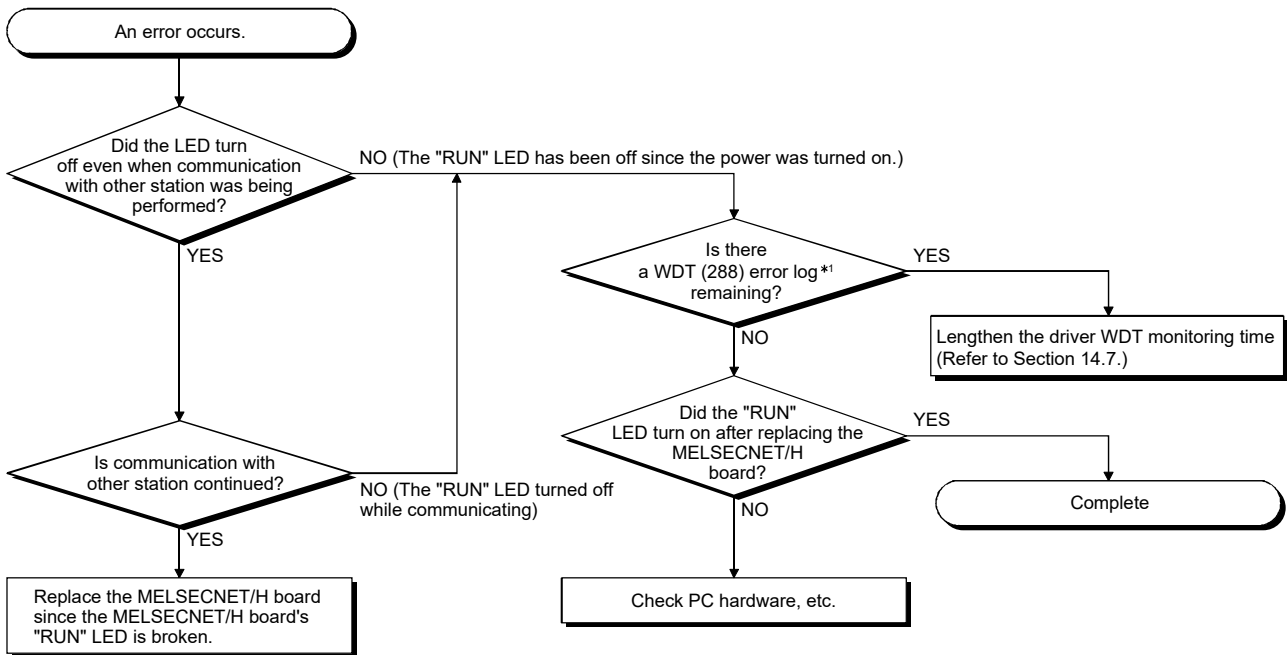 An error occurs.
Did the LED turn
off even when communication
with other station was being
performed?
NO (The "RUN" LED has been off since the power was turned on.)
YES
Is there
a WDT (288) error log *1
remaining?
YES
Lengthen the driver WDT monitoring time
(Refer to Section 14.7.)
NO
Did the "RUN"
LED turn on after replacing the
MELSECNET/H
board?
YES
Complete
NO
Check PC hardware, etc.
Is communication with
other station continued?
NO (The "RUN" LED turned off
while communicating)
YES
Replace the MELSECNET/H board
since the MELSECNET/H board's
"RUN" LED is broken.